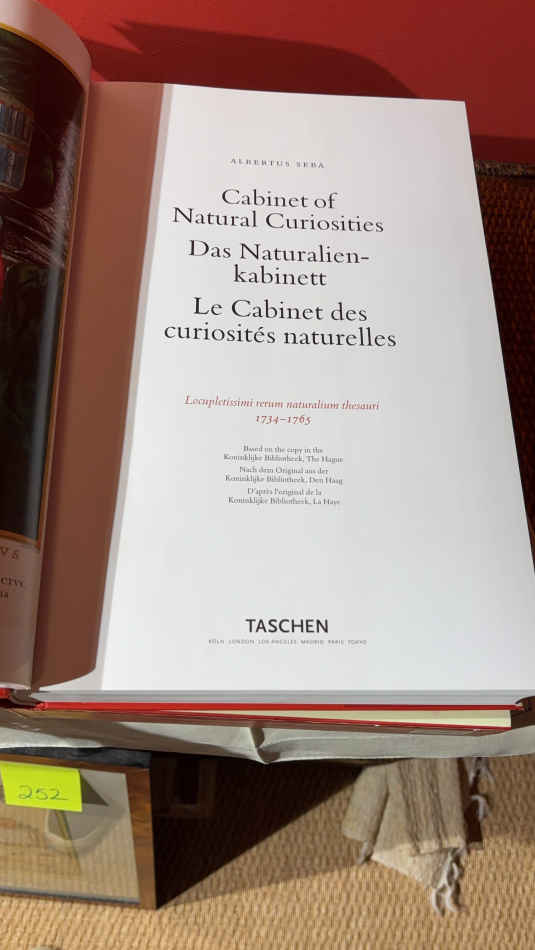 ALBERTUS SEBA
Cabinet of
Natural Curiosities
Das Naturalien-
kabinett
Le Cabinet des
curiosités naturelles
Locupletissimi rerum naturalium thesauri
1734–1765
Based on the copy in the
Koninklijke Bibliotheek, The Hague
Nach dem Original aus der
Koninklijke Bibliotheek, Den Haag
D'après l'original de la
Koninklijke Bibliotheek, La Haye
TASCHEN
KÖLN LONDON LOS ANGELES MADRID PARIS TOKYO
VS
CTVC
252